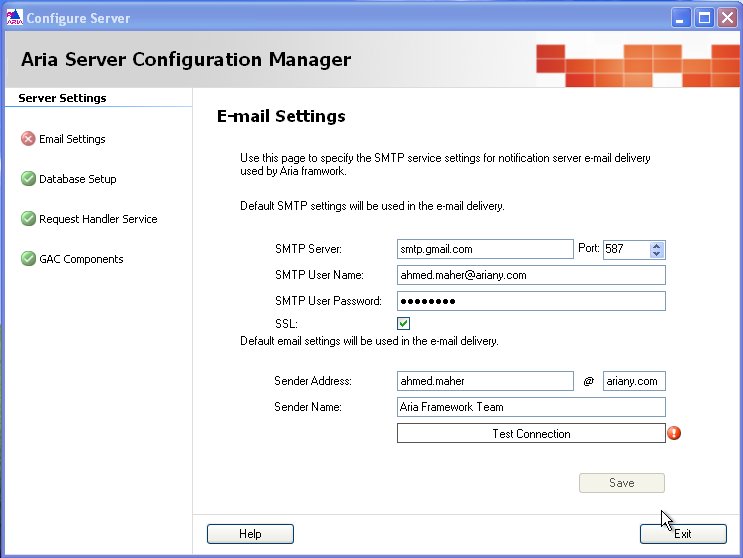 ARIA
Configure Server
Aria Server Configuration Manager
Server Settings
Email Settings
Database Setup
Request Handler Service
GAC Components
E-mail Settings
Use this page to specify the SMTP service settings for notification server e-mail delivery
used by Aria framwork.
Default SMTP settings will be used in the e-mail delivery.
SMTP Server: smtp.gmail.com Port: 587
SMTP User Name: ahmed.maher@ariany.com
SMTP User Password: ●●●●●●●●
SSL:
Default email settings will be used in the e-mail delivery.
Sender Address: ahmed.maher @ ariany.com
Sender Name: Aria Framework Team
Test Connection
Save
Help Exit